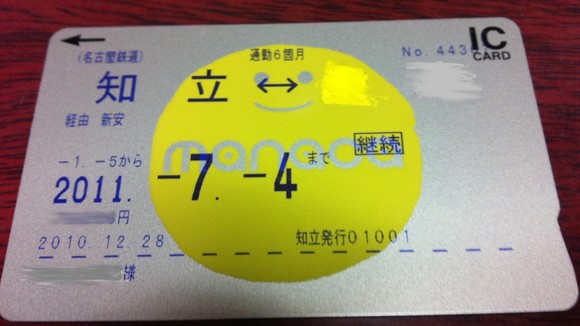 (名古屋鉄道)
通勤6箇月
No. 443
IC
CARD
知 立 ↔
経由 新安
manaca
継続
-1. -5から
2011. -7. -4 まで
円
2010. 12. 28
知立発行01001
様